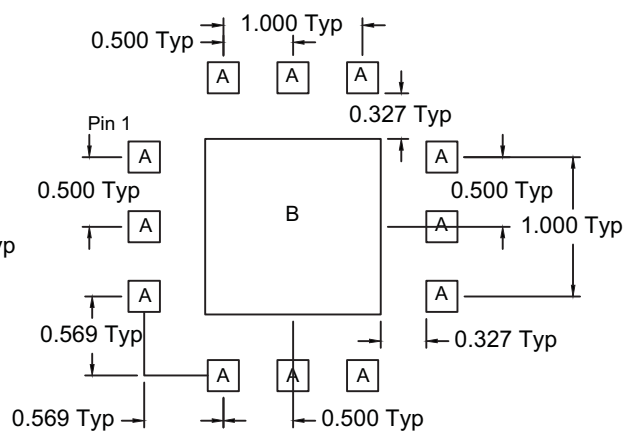 1.000 Typ
0.500 Typ
A A A
0.327 Typ
Pin 1
A A
0.500 Typ 0.500 Typ
B
A A 1.000 Typ
A A
0.569 Typ 0.327 Typ
A A A
0.569 Typ 0.500 Typ